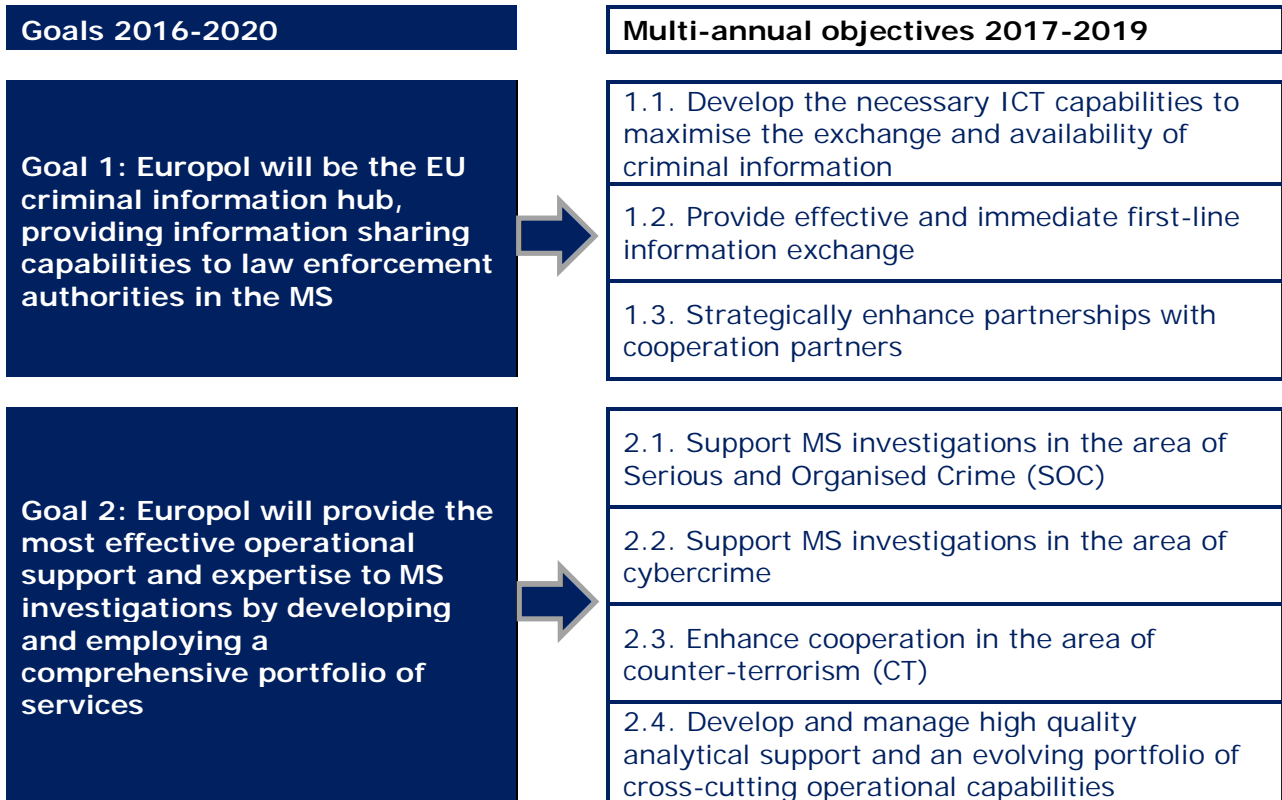 Goals 2016-2020
Multi-annual objectives 2017-2019
Goal 1: Europol will be the EU
criminal information hub,
providing information sharing
capabilities to law enforcement
authorities in the MS
1.1. Develop the necessary ICT capabilities to
maximise the exchange and availability of
criminal information
1.2. Provide effective and immediate first-line
information exchange
1.3. Strategically enhance partnerships with
cooperation partners
Goal 2: Europol will provide the
most effective operational
support and expertise to MS
investigations by developing
and employing a
comprehensive portfolio of
services
2.1. Support MS investigations in the area of
Serious and Organised Crime (SOC)
2.2. Support MS investigations in the area of
cybercrime
2.3. Enhance cooperation in the area of
counter-terrorism (CT)
2.4. Develop and manage high quality
analytical support and an evolving portfolio of
cross-cutting operational capabilities